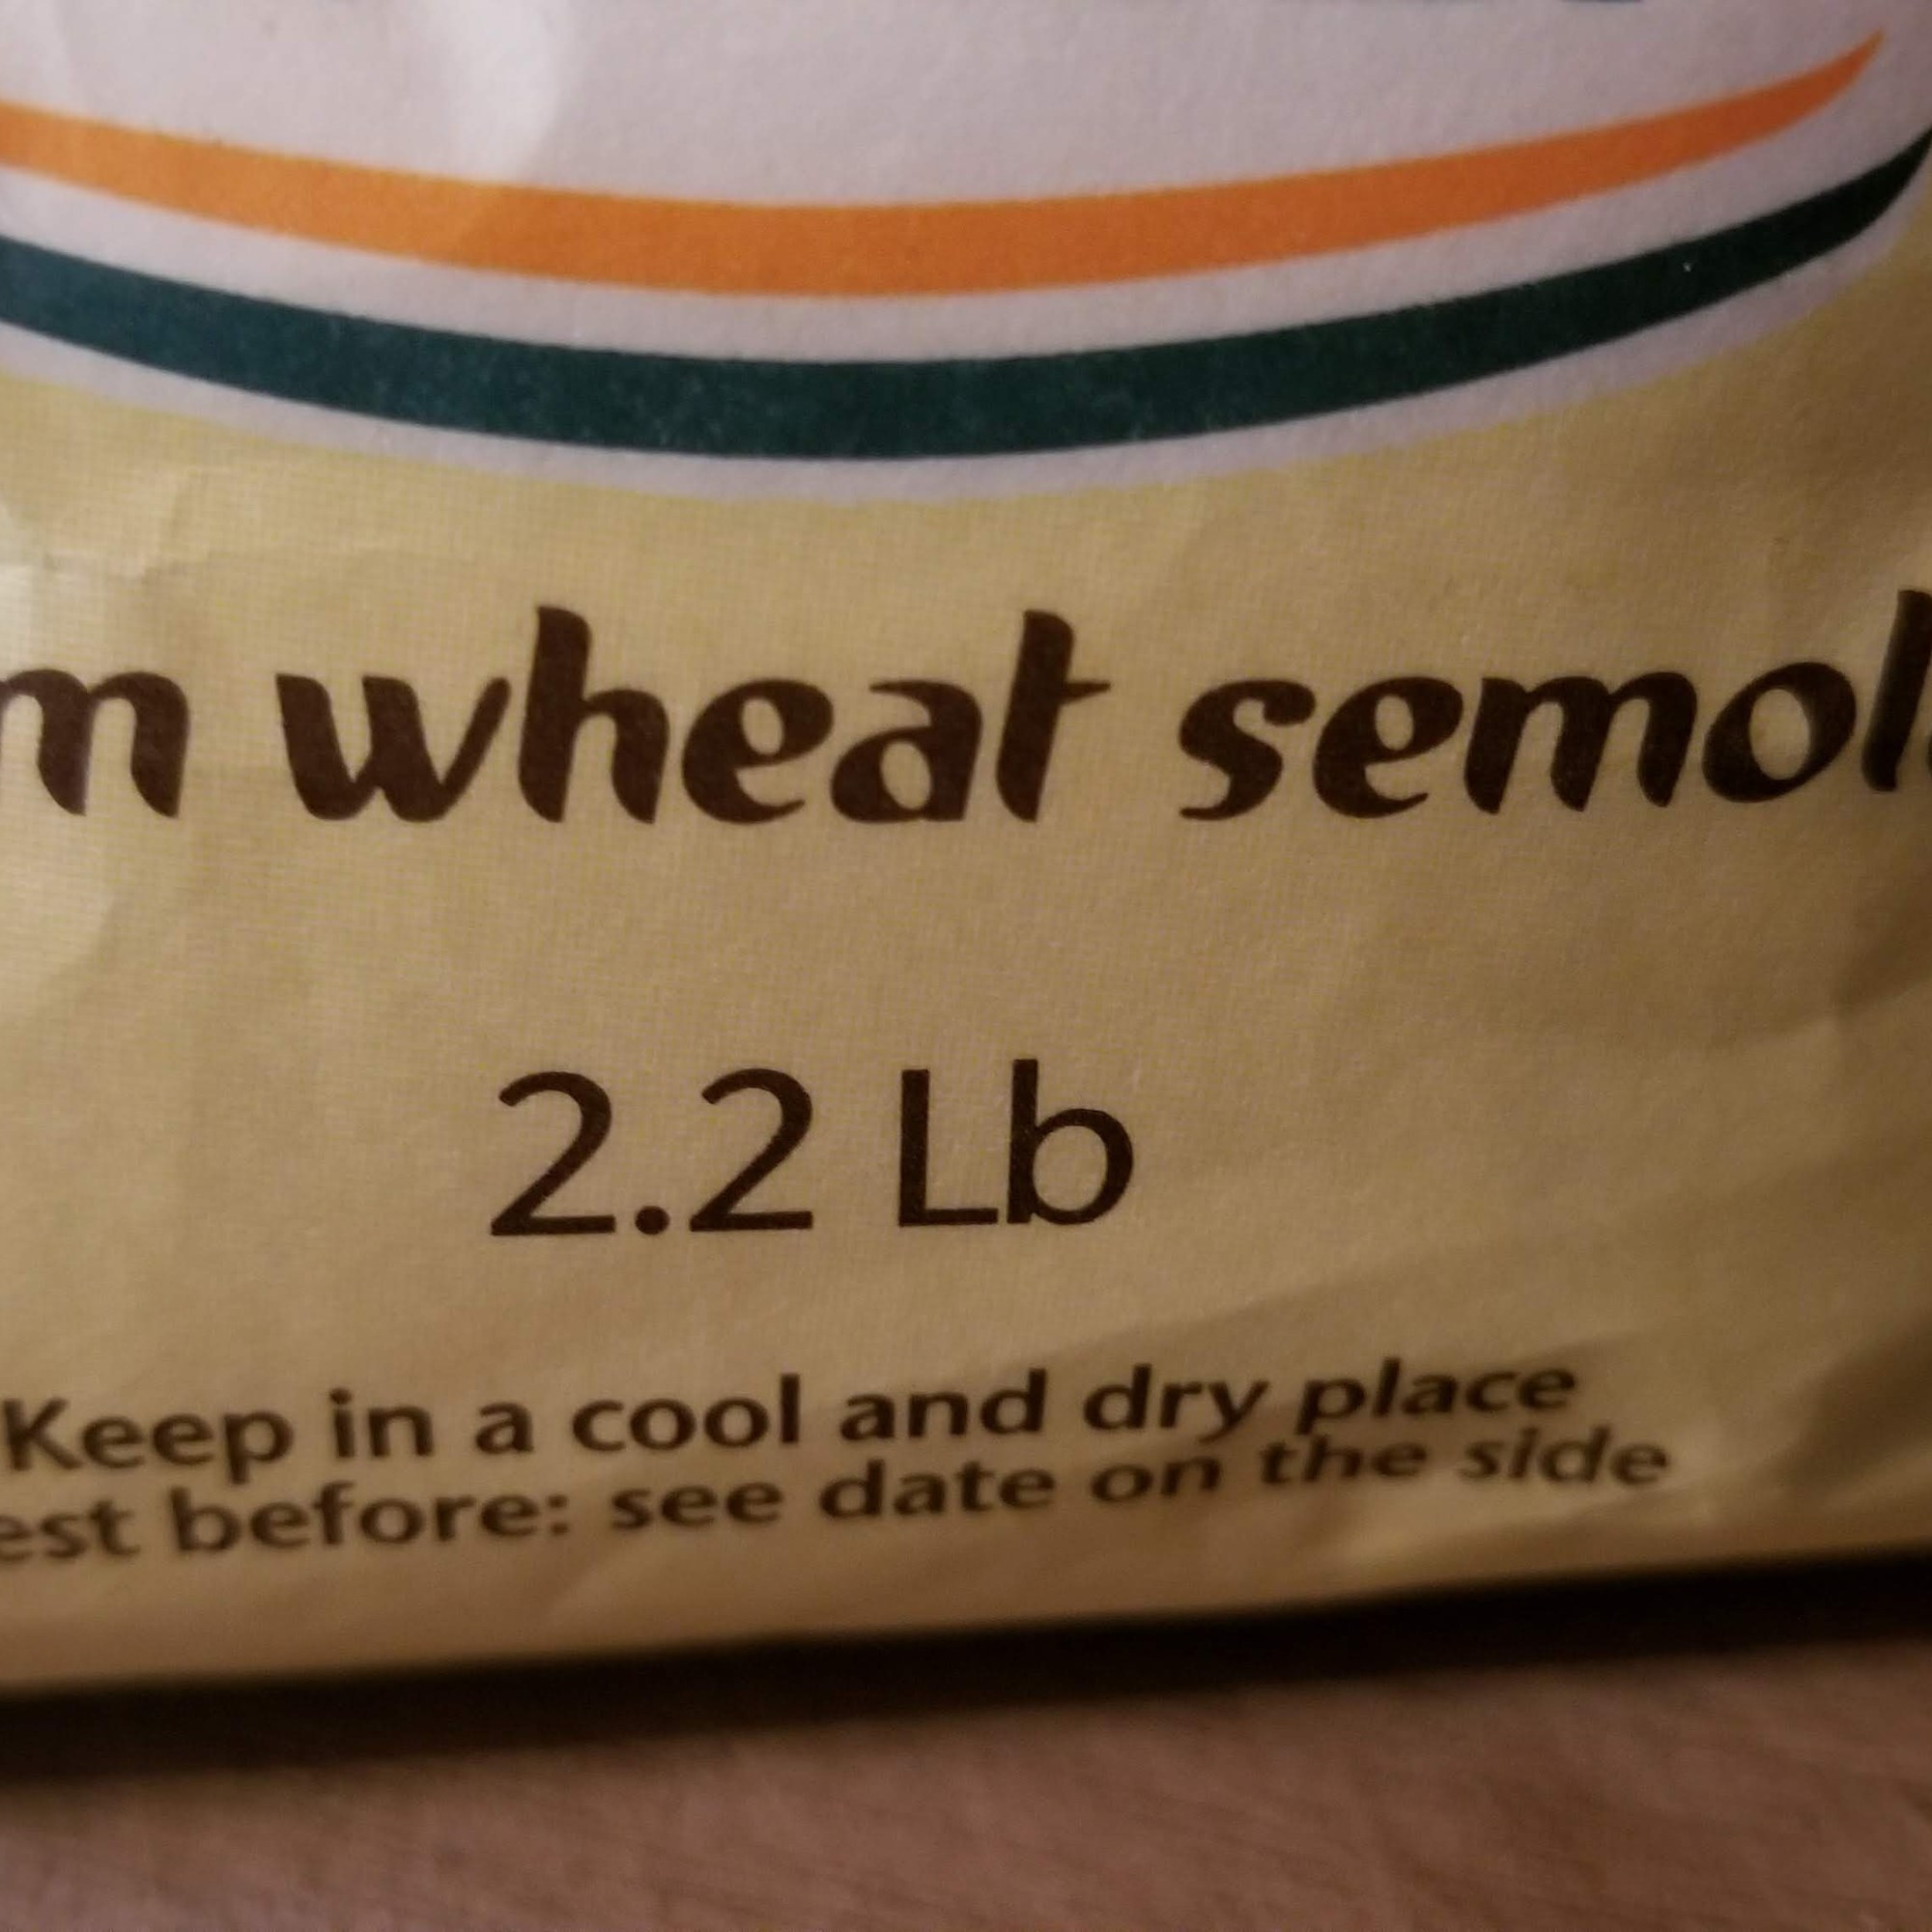 m wheat semol
2.2 Lb
Keep in a cool and dry place
est before: see date on the side